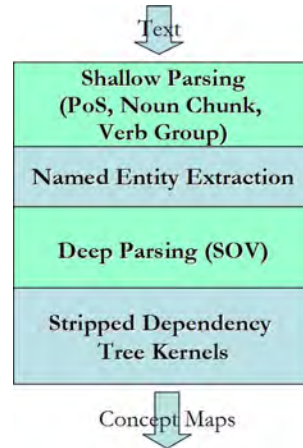 Text
Shallow Parsing
(PoS, Noun Chunk,
Verb Group)
Named Entity Extraction
Deep Parsing (SOV)
Stripped Dependency
Tree Kernels
Concept Maps